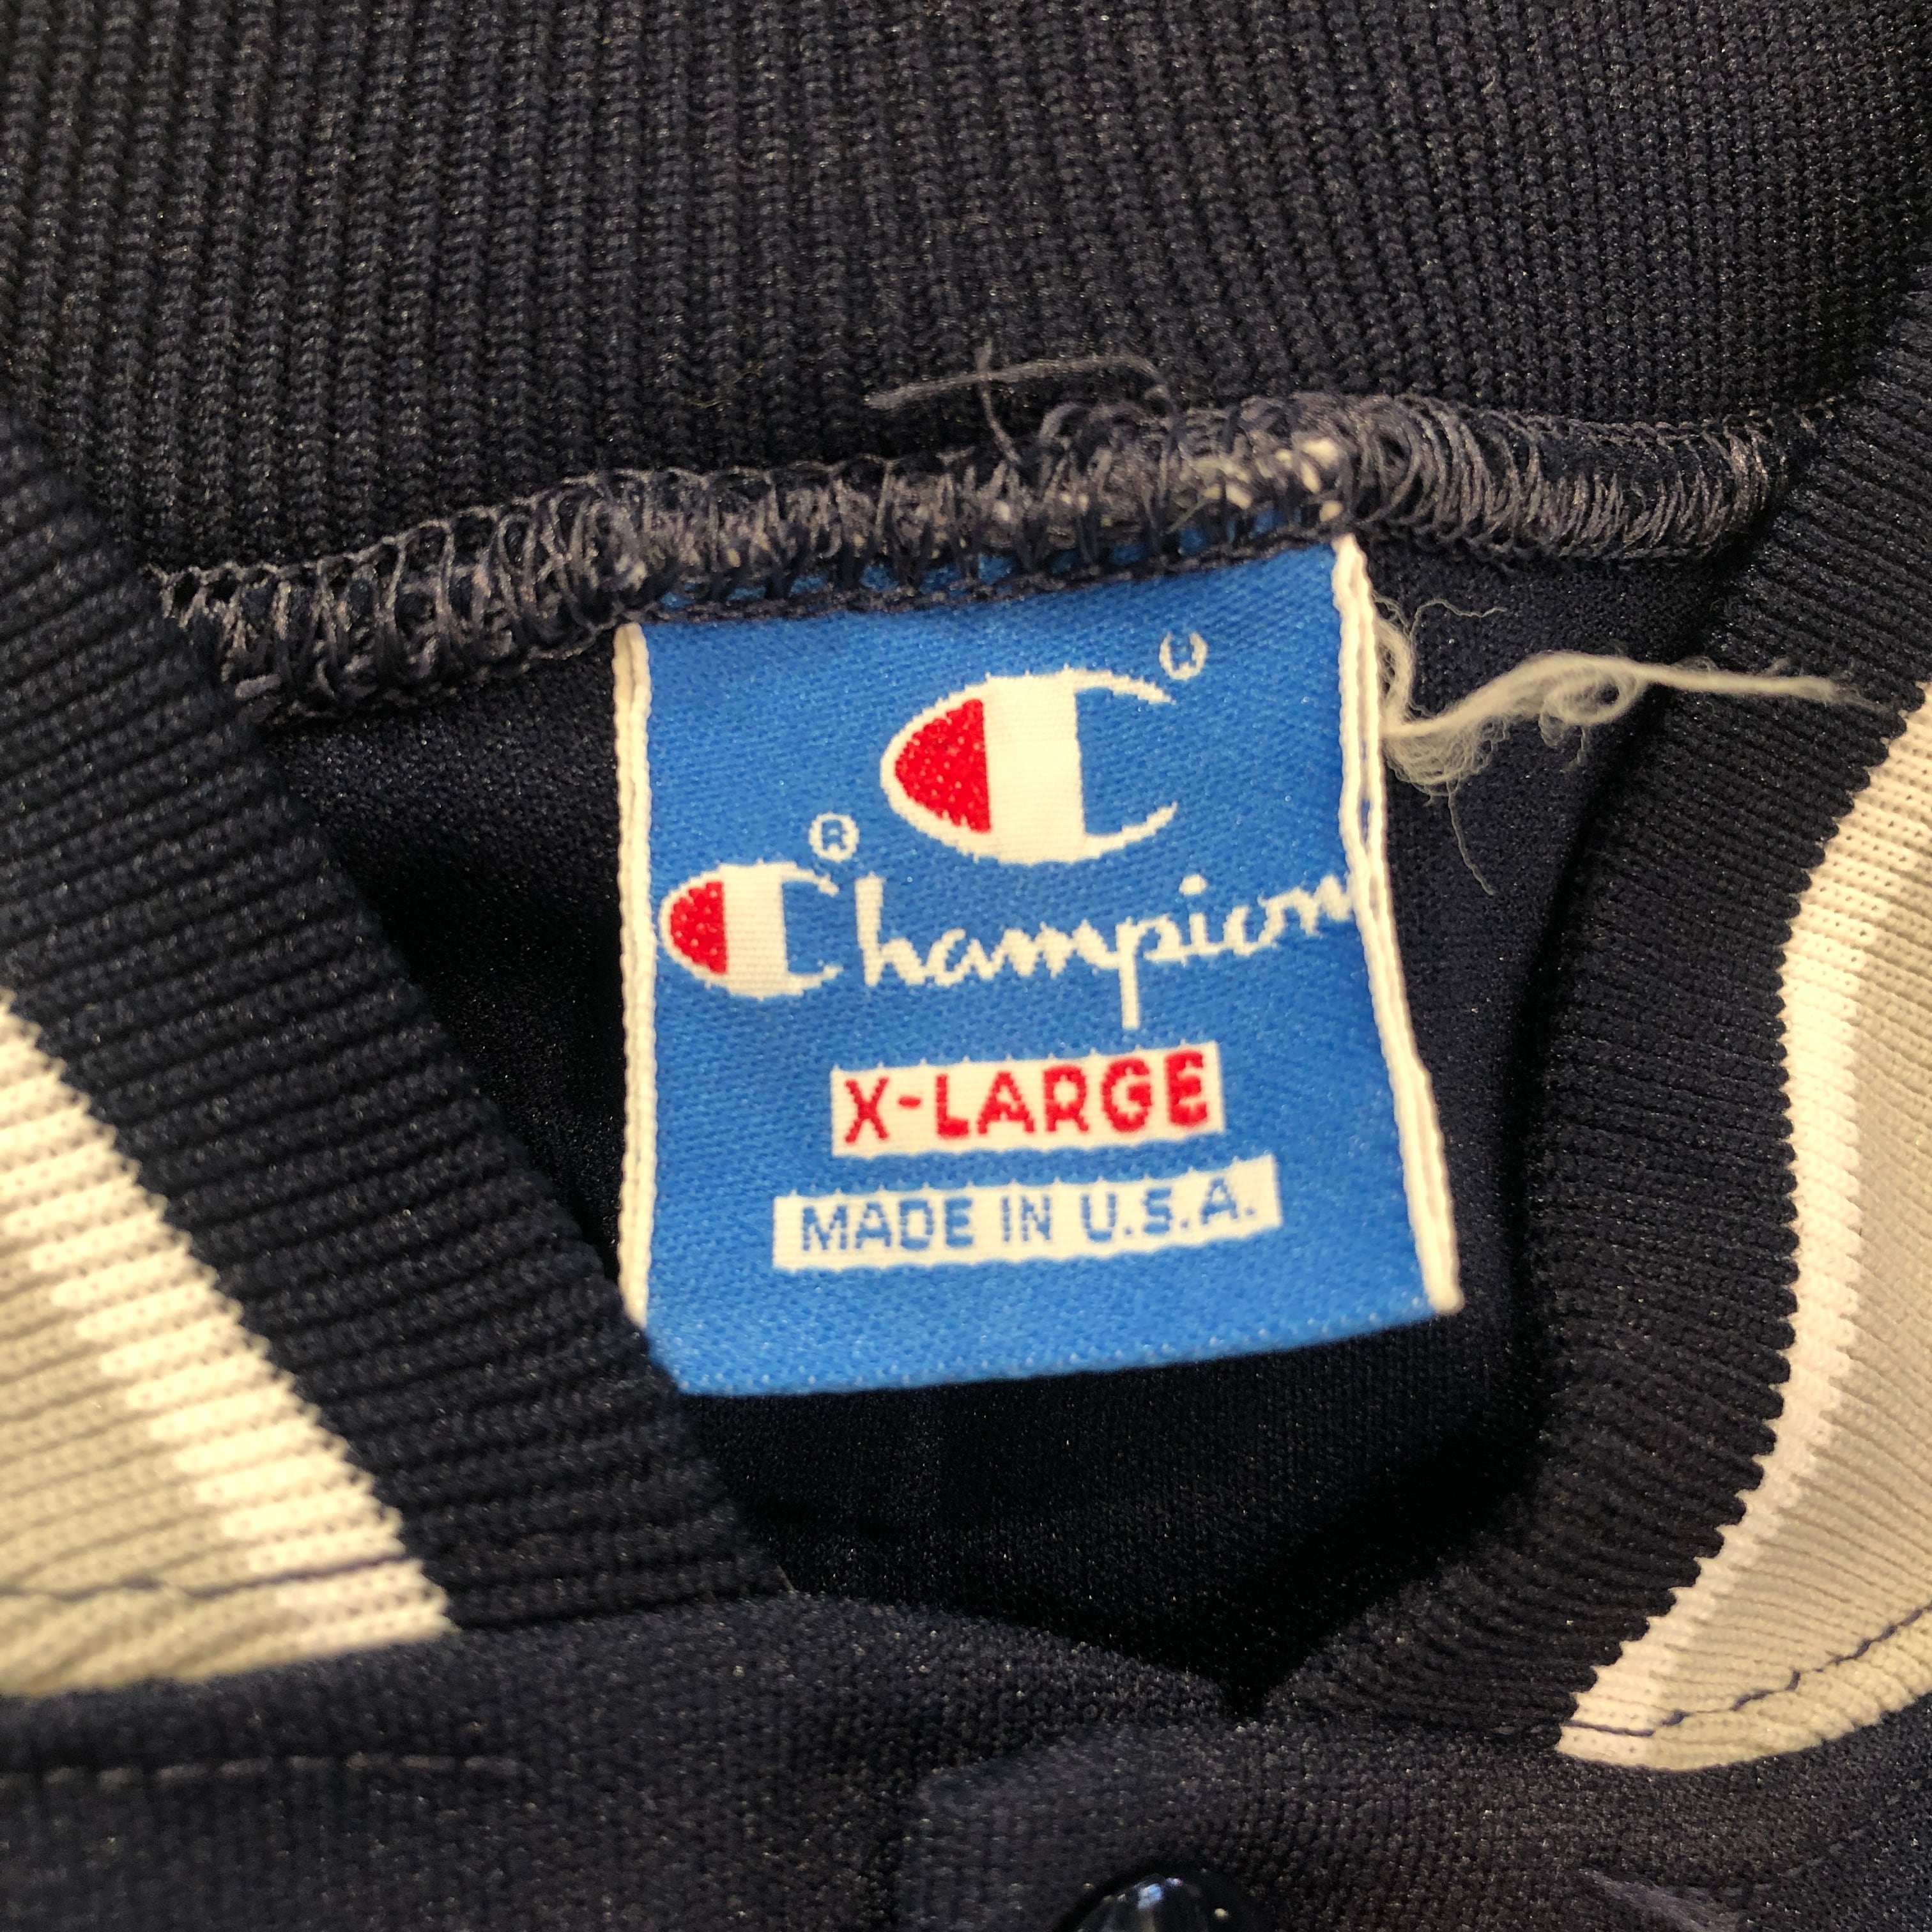 ®
®
Champion
X-LARGE
MADE IN U.S.A.